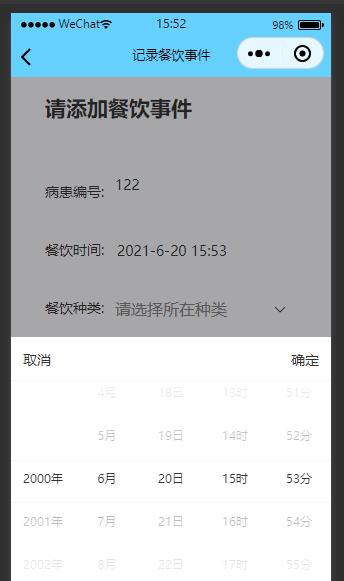 WeChat 15:52 98%
记录餐饮事件
请添加餐饮事件
病患编号: 122
餐饮时间: 2021-6-20 15:53
餐饮种类: 请选择所在种类
取消 确定
4月 18日 13时 51分
5月 19日 14时 52分
2000年 6月 20日 15时 53分
2001年 7月 21日 16时 54分
2002年 8月 22日 17时 55分